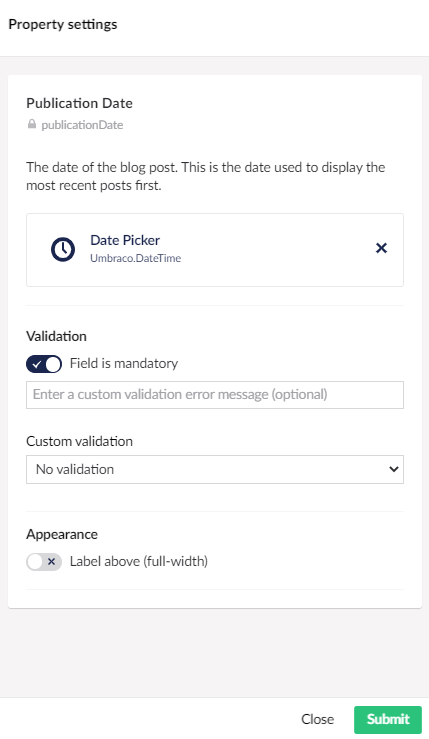 Property settings
Publication Date
publicationDate
The date of the blog post. This is the date used to display the
most recent posts first.
Date Picker
Umbraco.DateTime
Validation
Field is mandatory
Enter a custom validation error message (optional)
Custom validation
No validation
Appearance
Label above (full-width)
Close Submit